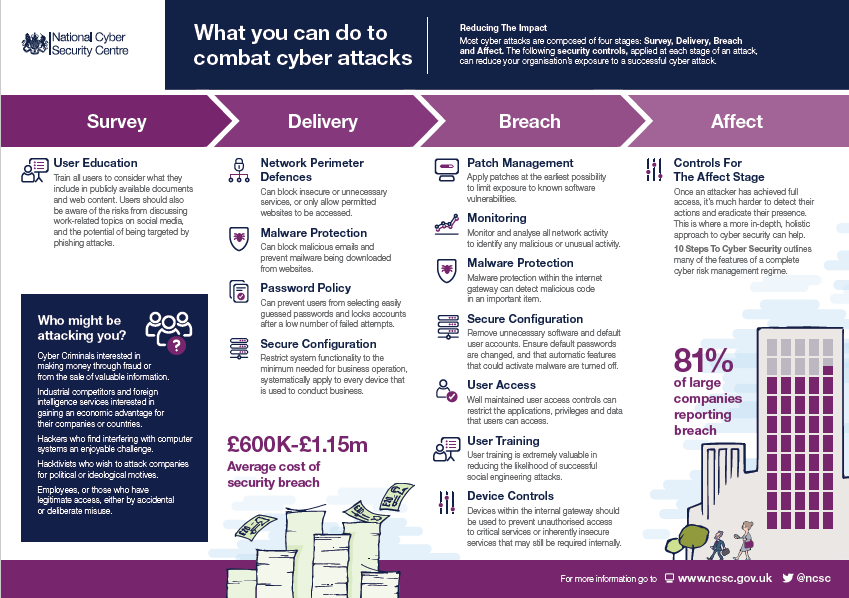 National Cyber
Security Centre
What you can do to
combat cyber attacks
Reducing The Impact
Most cyber attacks are composed of four stages: Survey, Delivery, Breach
and Affect. The following security controls, applied at each stage of an attack,
can reduce your organisation's exposure to a successful cyber attack.
Survey
Delivery
Breach
Affect
User Education
Train all users to consider what they
include in publicly available documents
and web content. Users should also
be aware of the risks from discussing
work-related topics on social media,
and the potential of being targeted by
phishing attacks.
Who might be
attacking you?
Cyber Criminals interested in
making money through fraud or
from the sale of valuable information.
Industrial competitors and foreign
intelligence services interested in
gaining an economic advantage for
their companies or countries.
Hackers who find interfering with computer
systems an enjoyable challenge.
Hacktivists who wish to attack companies
for political or ideological motives.
Employees, or those who have
legitimate access, either by accidental
or deliberate misuse.
Network Perimeter
Defences
Can block insecure or unnecessary
services, or only allow permitted
websites to be accessed.
Malware Protection
Can block malicious emails and
prevent malware being downloaded
from websites.
Password Policy
Can prevent users from selecting easily
guessed passwords and locks accounts
after a low number of failed attempts.
Secure Configuration
Restrict system functionality to the
minimum needed for business operation,
systematically apply to every device that
is used to conduct business.
£600K-£1.15m
Average cost of
security breach
Patch Management
Apply patches at the earliest possibility
to limit exposure to known software
vulnerabilities.
Monitoring
Monitor and analyse all network activity
to identify any malicious or unusual activity.
Malware Protection
Malware protection within the internet
gateway can detect malicious code
in an important item.
Secure Configuration
Remove unnecessary software and default
user accounts. Ensure default passwords
are changed, and that automatic features
that could activate malware are turned off.
User Access
Well maintained user access controls can
restrict the applications, privileges and data
that users can access.
User Training
User training is extremely valuable in
reducing the likelihood of successful
social engineering attacks.
Device Controls
Devices within the internal gateway should
be used to prevent unauthorised access
to critical services or inherently insecure
services that may still be required internally.
Controls For
The Affect Stage
Once an attacker has achieved full
access, it's much harder to detect their
actions and eradicate their presence.
This is where a more in-depth, holistic
approach to cyber security can help.
10 Steps To Cyber Security outlines
many of the features of a complete
cyber risk management regime.
81%
of large
companies
reporting
breach
?
For more information go to www.ncsc.gov.uk @ncsc